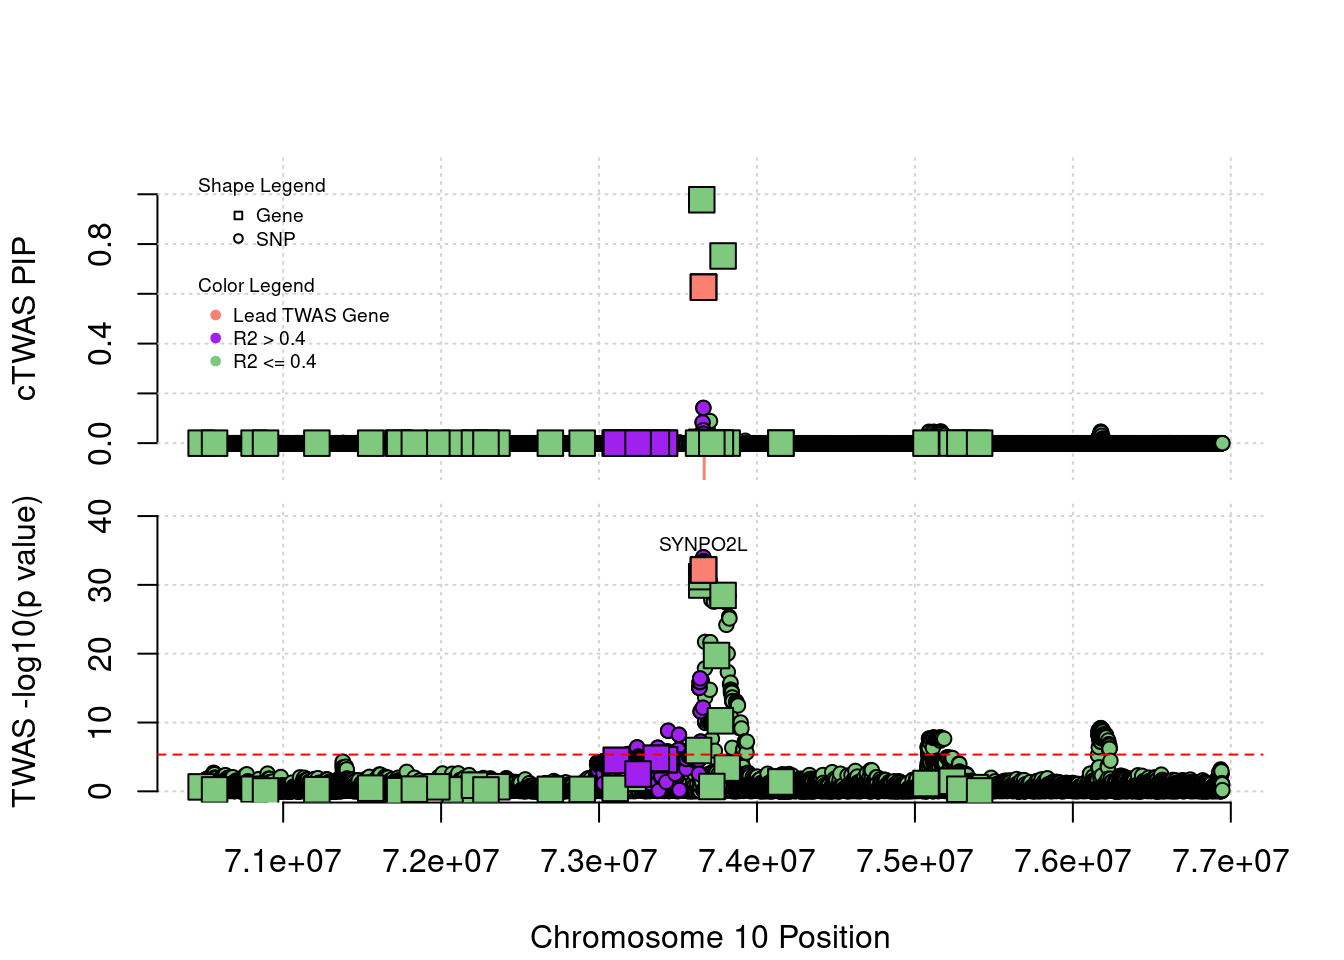 Shape Legend
Gene
SNP
Color Legend
Lead TWAS Gene
R2 > 0.4
R2 <= 0.4
cTWAS PIP
0.8
0.4
0.0
SYNPO2L
TWAS -log10(p value)
40
30
20
10
0
7.1e+07 7.2e+07 7.3e+07 7.4e+07 7.5e+07 7.6e+07 7.7e+07
Chromosome 10 Position